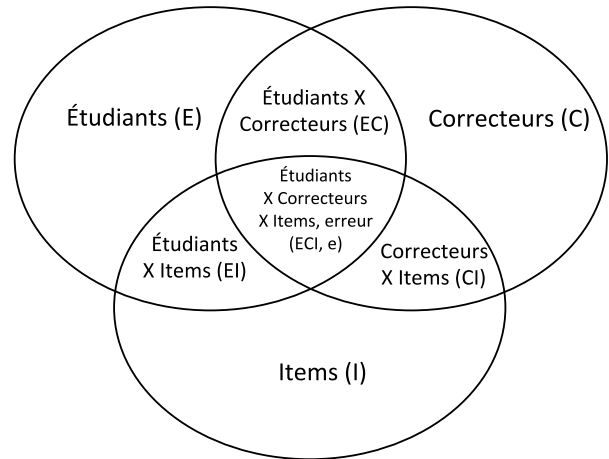 Étudiants (E)
Étudiants X
Correcteurs (EC)
Correcteurs (C)
Étudiants
X Correcteurs
X Items, erreur
(ECI, e)
Étudiants
X Items (EI)
Correcteurs
X Items (CI)
Items (I)